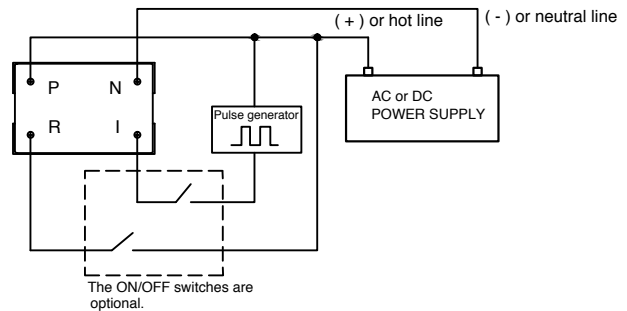 ( + ) or hot line
( - ) or neutral line
P
N
R
I
Pulse generator
AC or DC
POWER SUPPLY
The ON/OFF switches are
optional.